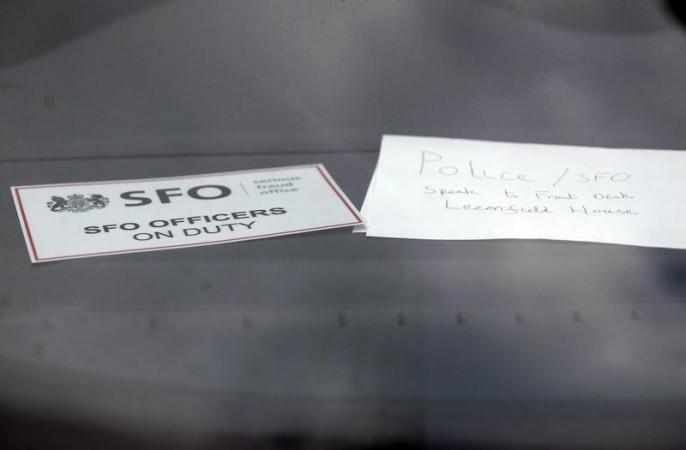 SFO
serious
fraud
office
SFO OFFICERS
ON DUTY
Police / SFO
Speak to Front Desk
Leconfield House